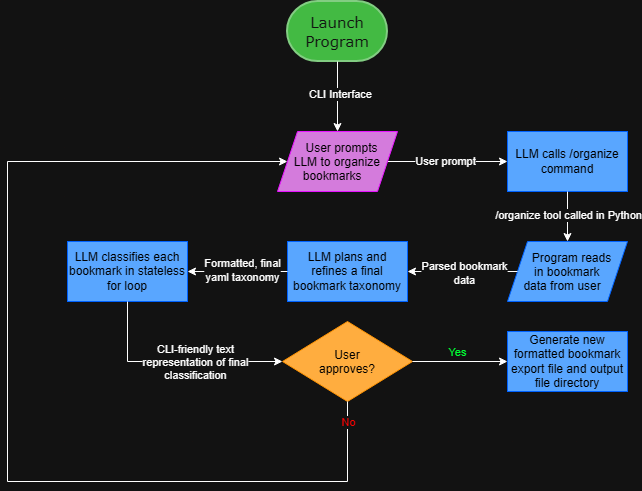 Launch
Program
CLI Interface
User prompts
LLM to organize
bookmarks
User prompt
LLM calls /organize
command
/organize tool called in Python
Program reads
in bookmark
data from user
Parsed bookmark
data
LLM plans and
refines a final
bookmark taxonomy
Formatted, final
yaml taxonomy
LLM classifies each
bookmark in stateless
for loop
CLI-friendly text
representation of final
classification
User
approves?
Yes
Generate new
formatted bookmark
export file and output
file directory
No